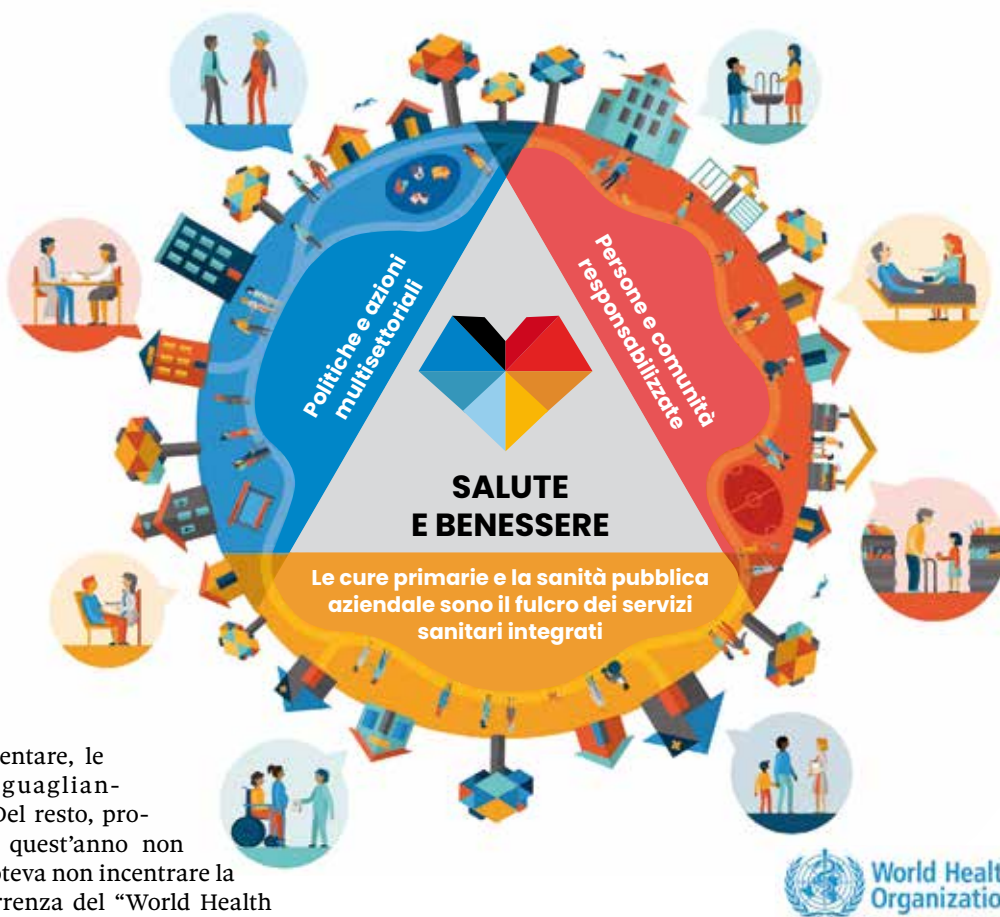 Politiche e azioni
multisettoriali
Persone e comunità
responsabilizzate
SALUTE
E BENESSERE
Le cure primarie e la sanità pubblica
aziendale sono il fulcro dei servizi
sanitari integrati
entare, le
guaglian-
Del resto, pro-
quest’anno non
oteva non incentrare la
rrenza del “World Health
World Healt
Organizatio